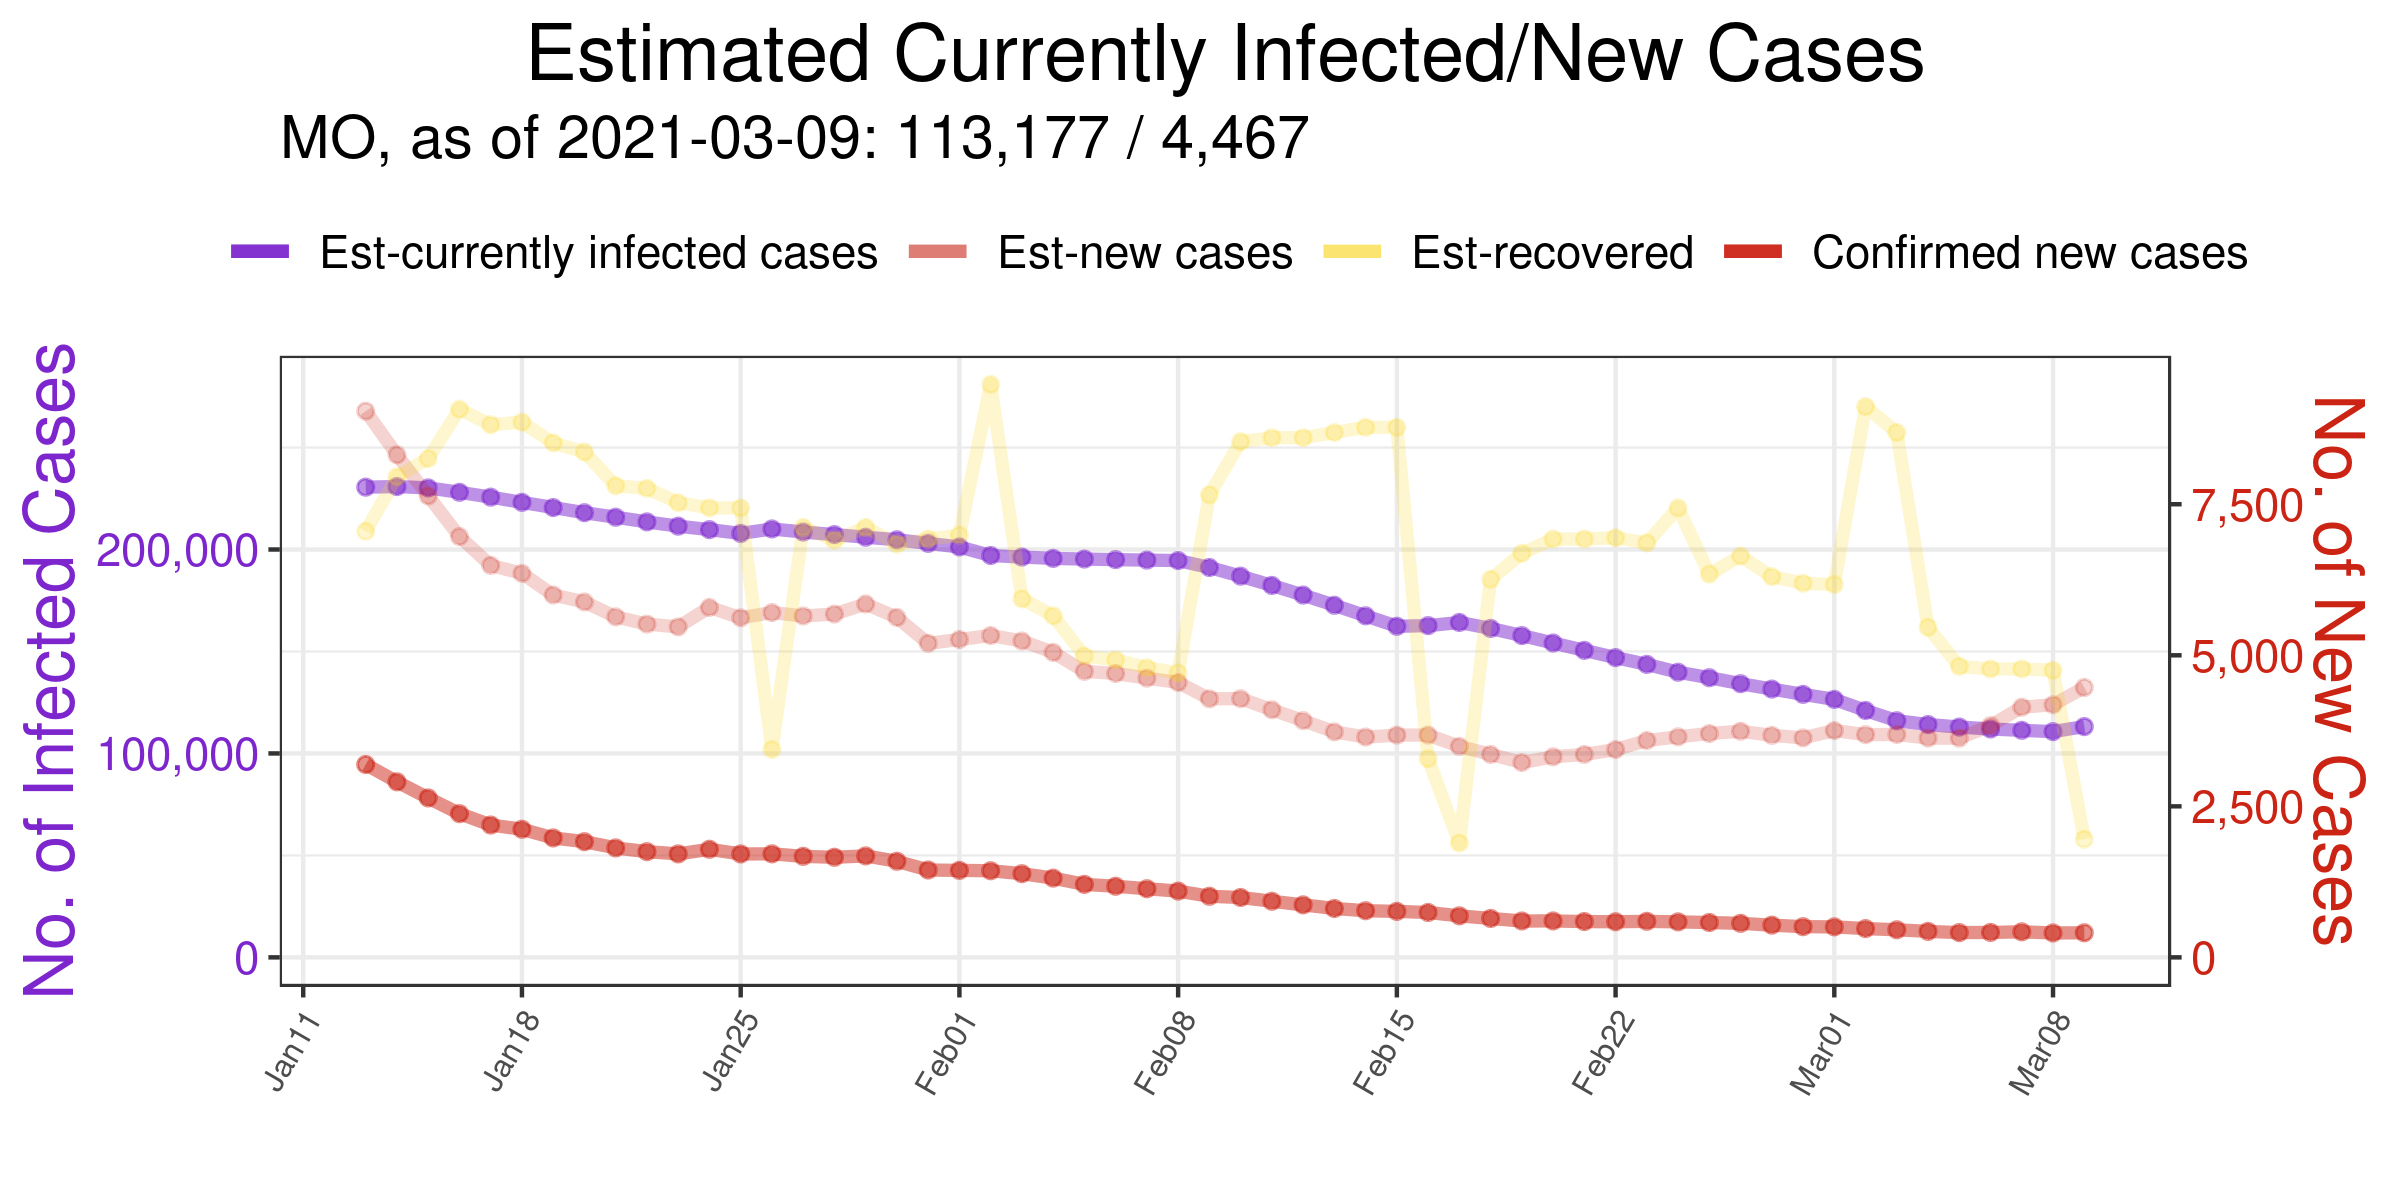 Estimated Currently Infected/New Cases
MO, as of 2021-03-09: 113,177 / 4,467
Est-currently infected cases Est-new cases Est-recovered Confirmed new cases
No. of Infected Cases
200,000
100,000
0
7,500
5,000
2,500
0
No. of New Cases
Jan11 Jan18 Jan25 Feb01 Feb08 Feb15 Feb22 Mar01 Mar08